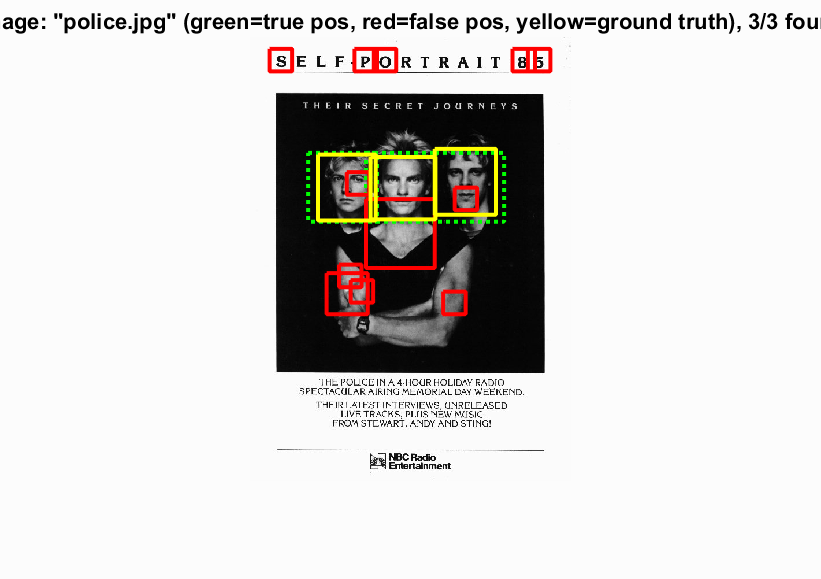 age: "police.jpg" (green=true pos, red=false pos, yellow=ground truth), 3/3 four
SELF-PORTRAIT 85
THEIR SECRET JOURNEYS
THE POLICE IN A 4-HOUR HOLIDAY RADIO
SPECTACULAR AIRING MEMORIAL DAY WEEKEND.
THEIR LATEST INTERVIEWS, UNRELEASED
LIVE TRACKS, PLUS NEW MUSIC
FROM STEWART, ANDY AND STING!
NBC Radio
Entertainment